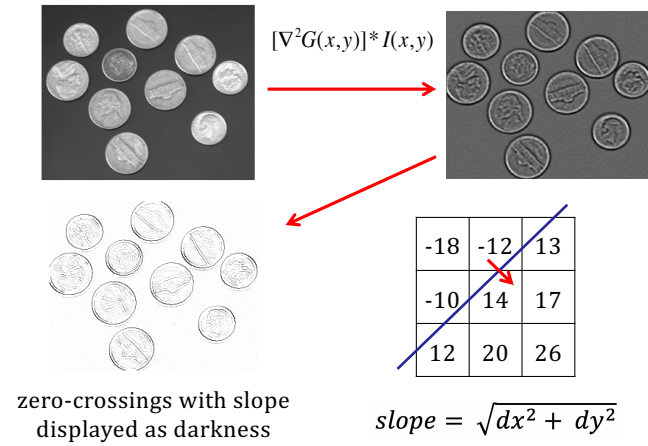 [∇²G(x,y)]*I(x,y)
-18 -12 13
-10 14 17
12 20 26
zero-crossings with slope
displayed as darkness
slope = √dx² + dy²